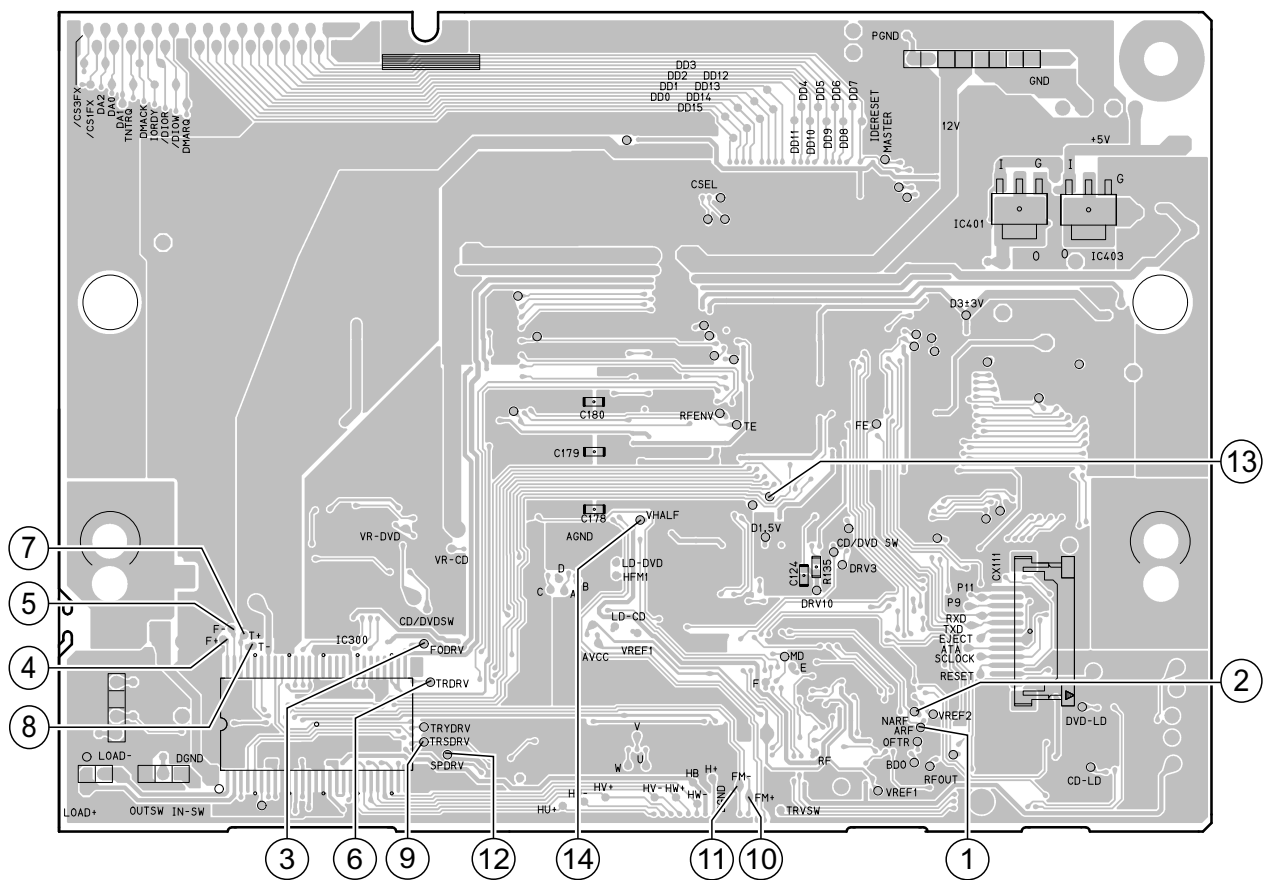 PGND
GND
DD3
DD2 DD12
DD1 DD13
DD0 DD14
DD15
DD4
DD5
DD6
DD7
DD11
DD10
DD9
DD8
IDERESET
MASTER
/CS3FX
/CS1FX
DA2
DA0
DA1
TNTRQ
DMACK
IORDY
/DIOR
/DIOW
DMARQ
12V
+5V
CSEL
I G I G
IC401
O O IC403
D3±3V
C180
RFENV
TE
FE
C179
13
C178
VHALF
AGND
D1.5V
VR-DVD
VR-CD
CD/DVD SW
LD-DVD
HFM1
D
C A B
C124
R135
DRV3
DRV10
CX111
P11
P9
RXD
TXD
EJECT
ATA
SCLOCK
RESET
7
5
4
8
F-
F+
T+
T-
IC300
CD/DVDSW
FODRV
LD-CD
AVCC
VREF1
MD
E
F
TRDRV
2
NARF
VREF2
ARF
DVD-LD
TRYDRV
TRSDRV
SPDRV
V
W U
OFTR
BDO
RFOUT
RF
CD-LD
LOAD-
DGND
HB H+
FM-
FM+
HV+
HV- HW+
HW-
HU+
VREF1
TRVSW
LOAD+
OUTSW IN-SW
3 6 9 12 14 11 10 1